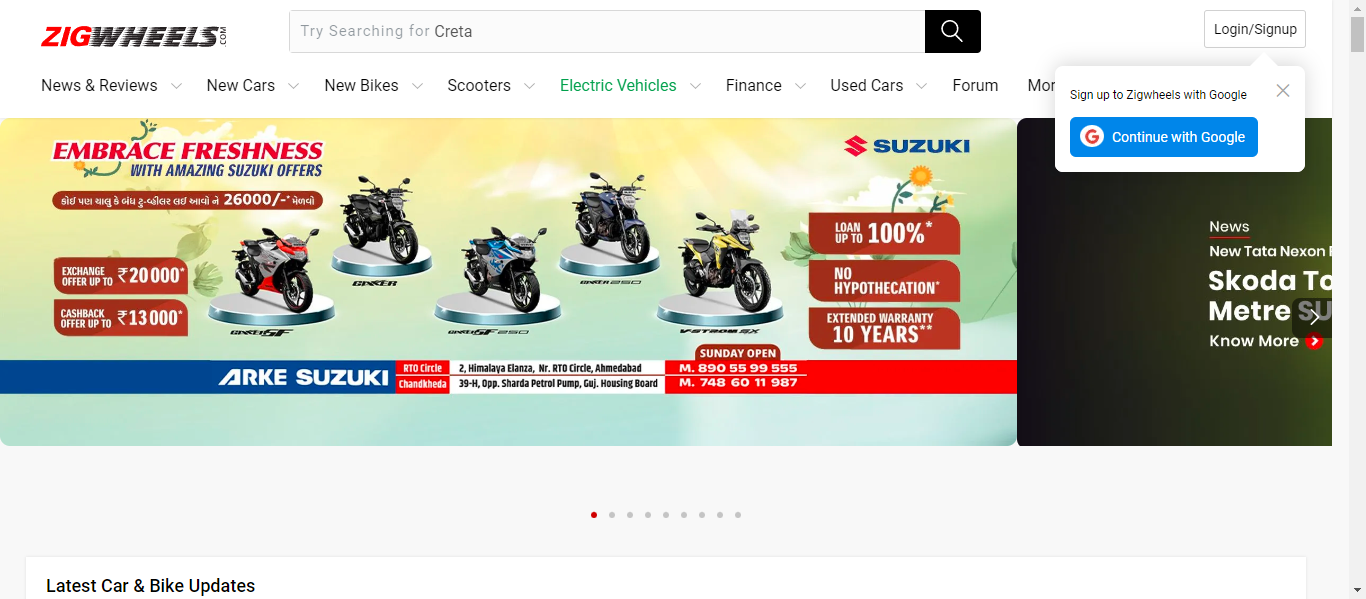 ZIGWHEELS.COM
Try Searching for Creta
Login/Signup
News & Reviews
New Cars
New Bikes
Scooters
Electric Vehicles
Finance
Used Cars
Forum
Mor
Sign up to Zigwheels with Google
Continue with Google
EMBRACE FRESHNESS
WITH AMAZING SUZUKI OFFERS
કોઈ પણ ચાલુ કે બંધ ટુ-વ્હીલર લઈ આવો ને 26000/-* મેળવો
EXCHANGE
OFFER UP TO ₹20000*
CASHBACK
OFFER UP TO ₹13000*
GIXXER SF
GIXXER
GIXXER SF 250
GIXXER 250
V-STROM SX
SUZUKI
LOAN
UP TO 100%*
NO
HYPOTHECATION*
EXTENDED WARRANTY
10 YEARS**
SUNDAY OPEN
ARKE SUZUKI
RTO Circle 2, Himalaya Elanza, Nr. RTO Circle, Ahmedabad M. 890 55 99 555
Chandkheda 39-H, Opp. Sharda Petrol Pump, Guj. Housing Board M. 748 60 11 987
News
New Tata Nexon
Skoda To
Metre SU
Know More
Latest Car & Bike Updates